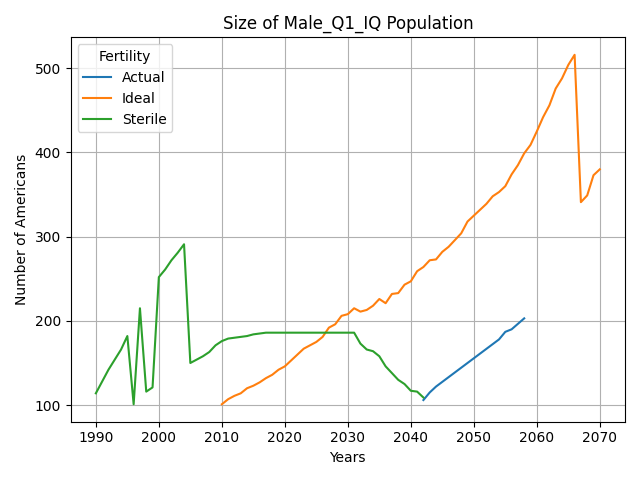 Size of Male_Q1_IQ Population
Fertility
Actual
Ideal
Sterile
Number of Americans
500
400
300
200
100
1990
2000
2010
2020
2030
2040
2050
2060
2070
Years